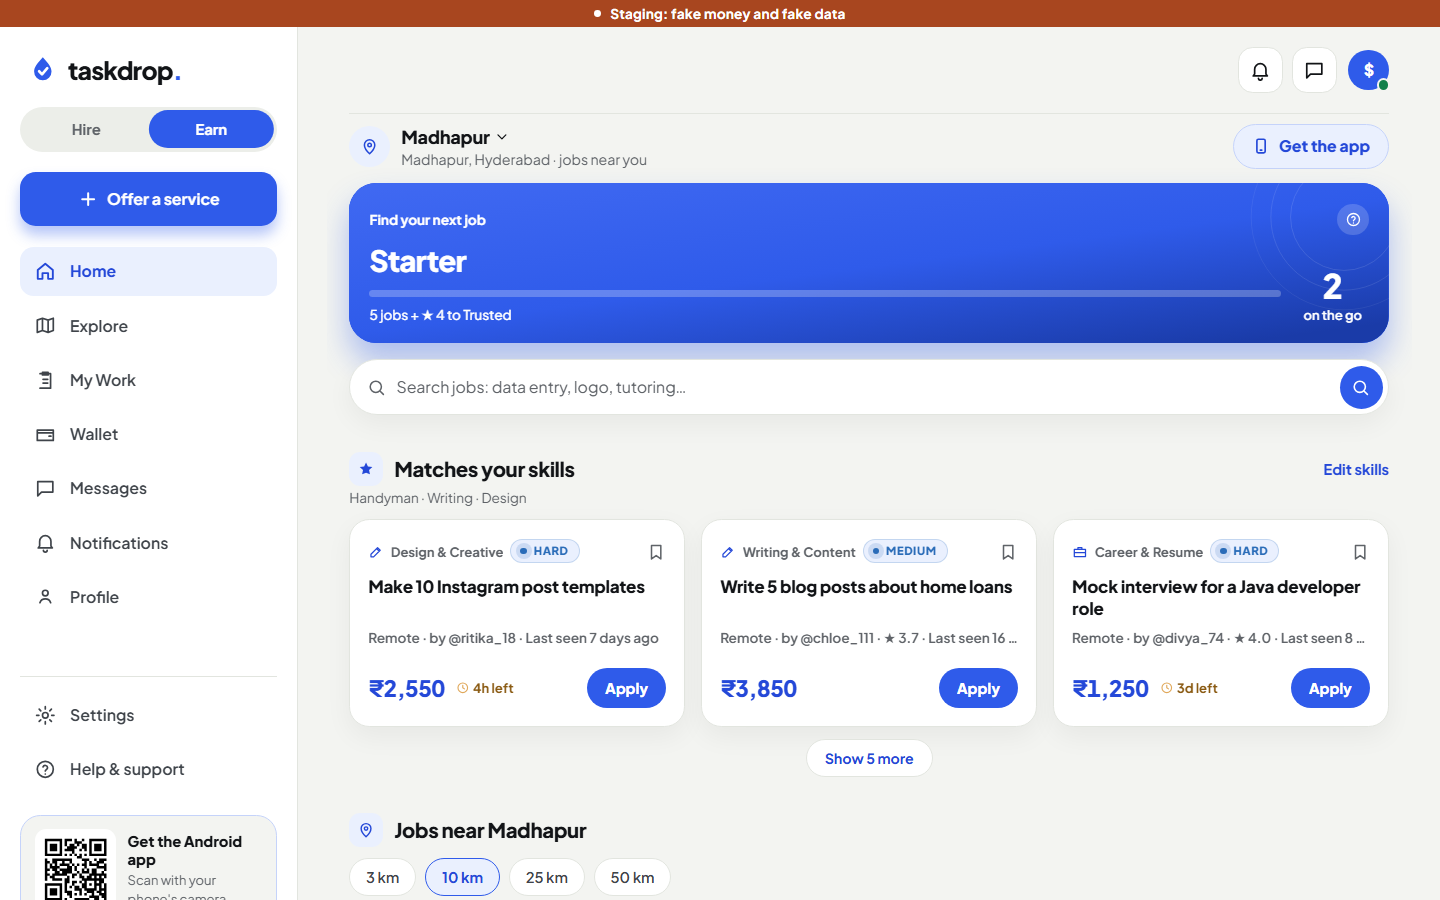 Staging: fake money and fake data
taskdrop.
Hire
Earn
Offer a service
Home
Explore
My Work
Wallet
Messages
Notifications
Profile
Settings
Help & support
Get the Android
app
Scan with your
phone's camera
$
Madhapur
Madhapur, Hyderabad · jobs near you
Get the app
Find your next job
Starter
5 jobs + ★ 4 to Trusted
2
on the go
Search jobs: data entry, logo, tutoring...
Matches your skills
Edit skills
Handyman · Writing · Design
Design & Creative HARD
Make 10 Instagram post templates
Remote · by @ritika_18 · Last seen 7 days ago
₹2,550 4h left Apply
Writing & Content MEDIUM
Write 5 blog posts about home loans
Remote · by @chloe_111 · ★ 3.7 · Last seen 16 ...
₹3,850 Apply
Career & Resume HARD
Mock interview for a Java developer
role
Remote · by @divya_74 · ★ 4.0 · Last seen 8 ...
₹1,250 3d left Apply
Show 5 more
Jobs near Madhapur
3 km
10 km
25 km
50 km